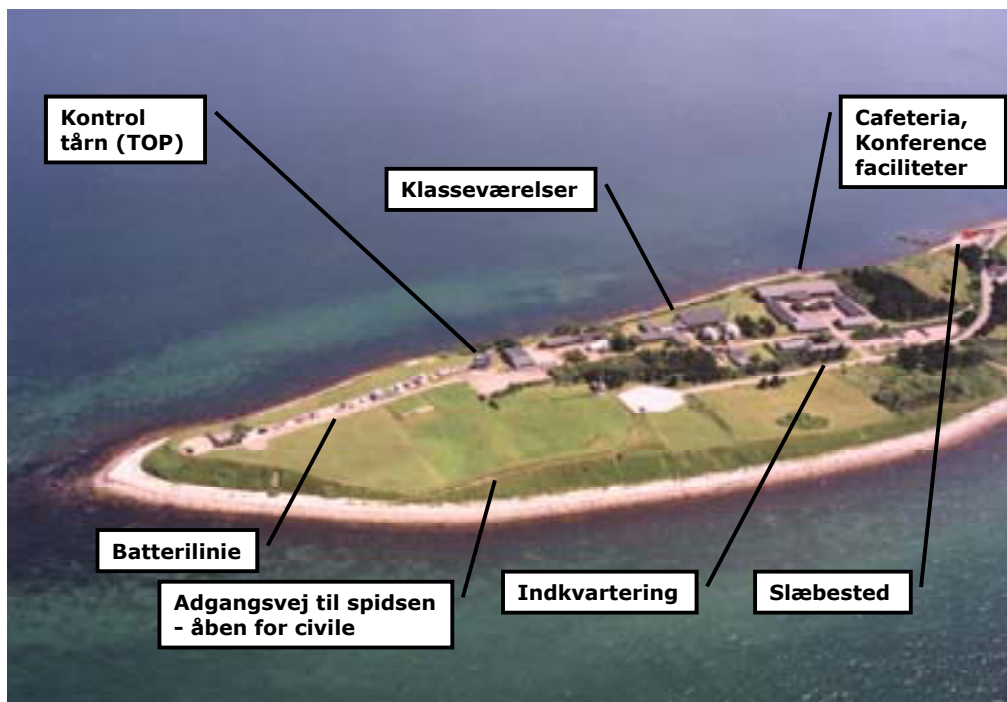 Kontrol
tårn (TOP)
Cafeteria,
Konference
faciliteter
Klasseværelser
Batterilinie
Adgangsvej til spidsen
- åben for civile
Indkvartering
Slæbested